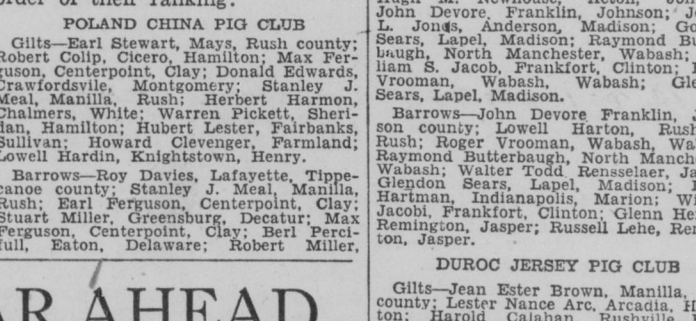 order of their ranking.
POLAND CHINA PIG CLUB
Gilts—Earl Stewart, Mays, Rush county;
Robert Colip, Cicero, Hamilton; Max Fer-
guson, Centerpoint, Clay; Donald Edwards,
Crawfordsvile, Montgomery; Stanley J.
Meal, Manilla, Rush; Herbert Harmon,
Chalmers, White; Warren Pickett, Sheri-
dan, Hamilton; Hubert Lester, Fairbanks,
Sullivan; Howard Clevenger, Farmland;
Lowell Hardin, Knightstown, Henry.
Barrows—Roy Davies, Lafayette, Tippe-
canoe county; Stanley J. Meal, Manilla,
Rush; Earl Ferguson, Centerpoint, Clay;
Stuart Miller, Greensburg, Decatur; Max
Ferguson, Centerpoint, Clay; Berl Perci-
full, Eaton, Delaware; Robert Miller,
AR AHEAD
John Devore, Franklin, Johnson;
L. Jones, Anderson, Madison;
Sears, Lapel, Madison; Raymond
baugh, North Manchester, Wabash;
liam S. Jacob, Frankfort, Clinton;
Vrooman, Wabash, Wabash;
Sears, Lapel, Madison.
Barrows—John Devore Franklin,
son county; Lowell Harton,
Rush; Roger Vrooman, Wabash,
Raymond Butterbaugh, North
Wabash; Walter Todd Rensselaer,
Glendon Sears, Lapel, Madison;
Hartman, Indianapolis, Marion;
Jacobi, Frankfort, Clinton; Glenn
Remington, Jasper; Russell Lehe,
ton, Jasper.
DUROC JERSEY PIG CLUB
Gilts—Jean Ester Brown, Manilla,
county; Lester Nance Arc, Arcadia,
ton; Harold Calahan, Rushville